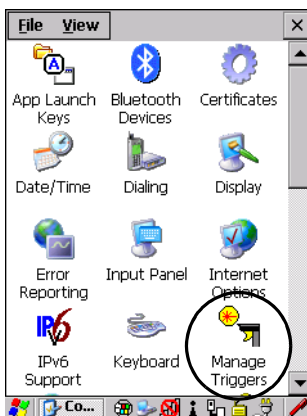 File View
App Launch Keys
Bluetooth Devices
Certificates
Date/Time
Dialing
Display
Error Reporting
Input Panel
Internet Options
IPv6
IPv6 Support
Keyboard
Manage Triggers
Co...